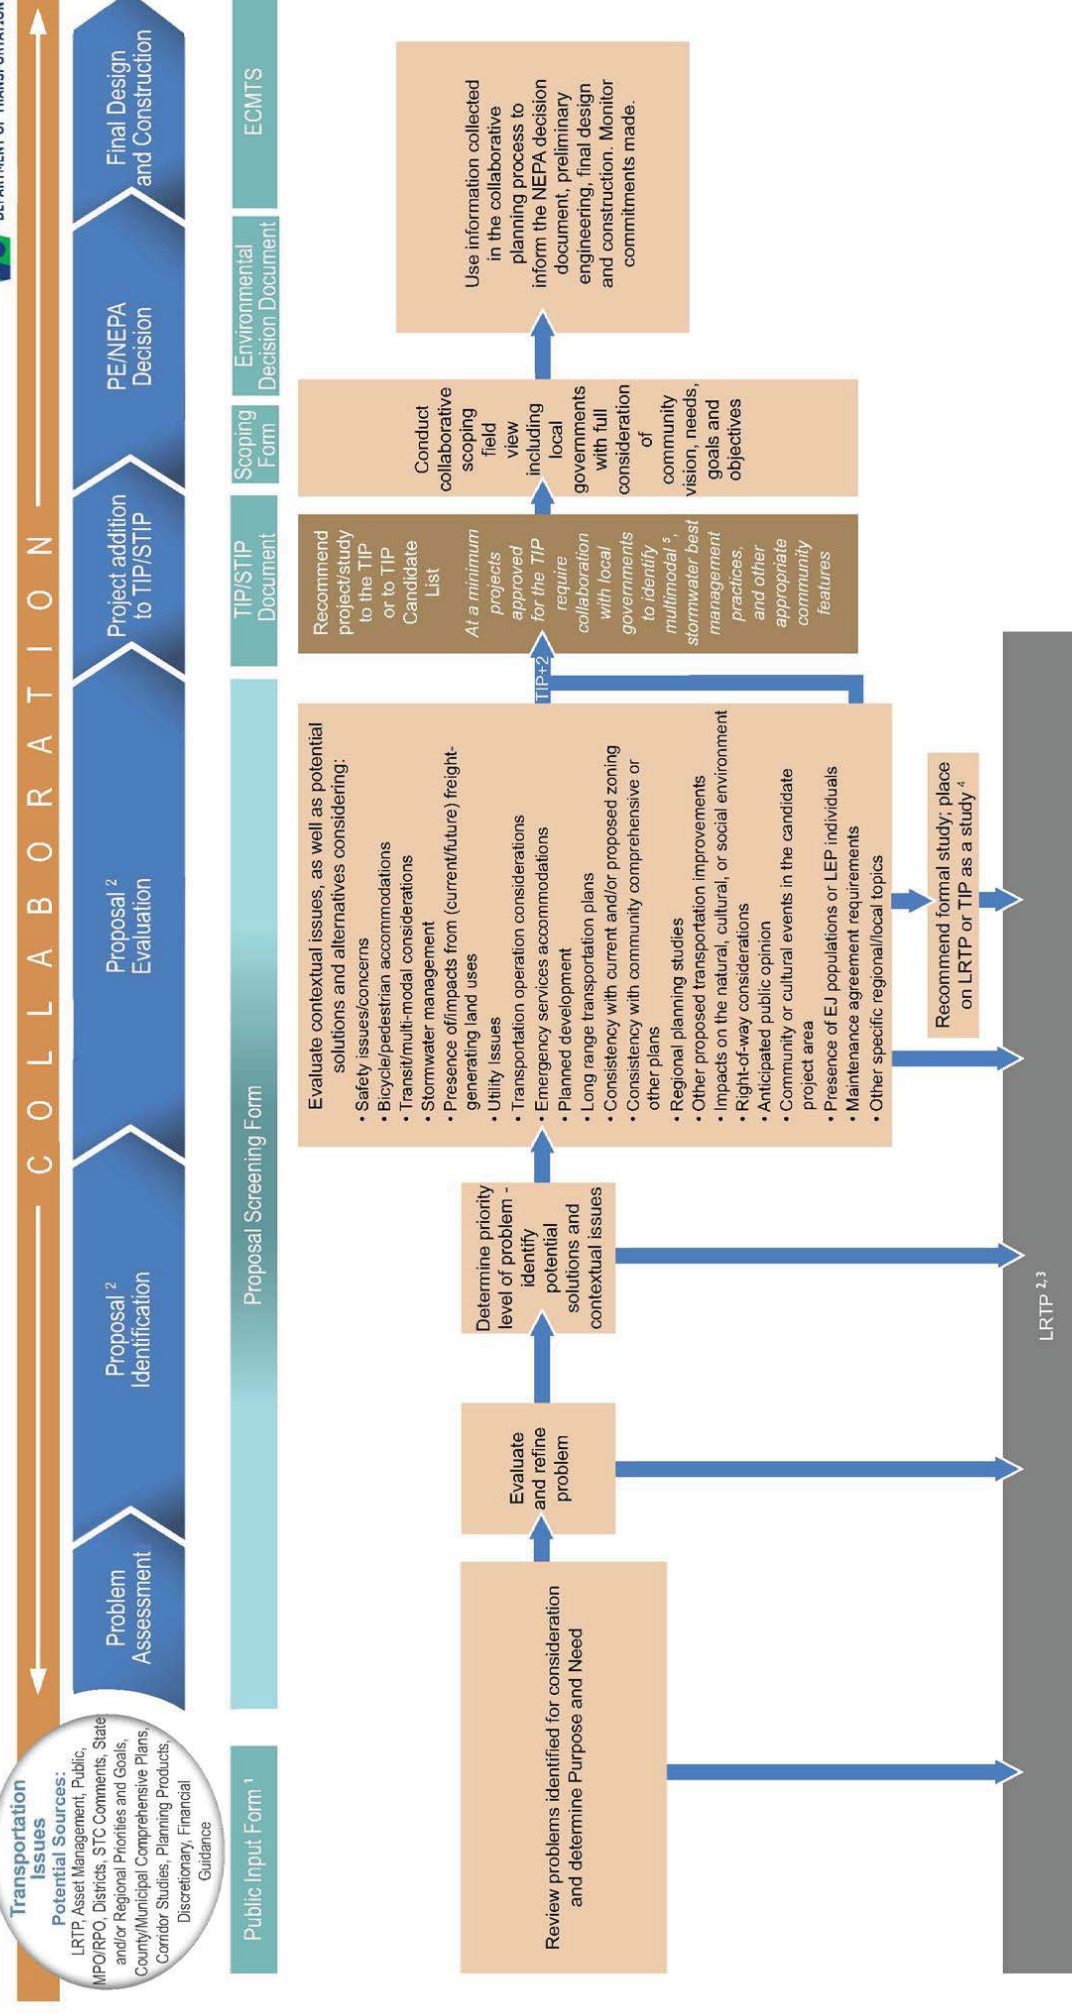 DEPARTMENT OF TRANSPORTATION
COLLABORATION
Transportation
Issues
Potential Sources:
LRTP, Asset Management, Public,
MPO/RPO, Districts, STC Comments, State
and/or Regional Priorities and Goals,
County/Municipal Comprehensive Plans,
Corridor Studies, Planning Products,
Discretionary, Financial
Guidance
Problem
Assessment
Proposal ²
Identification
Proposal ²
Evaluation
Project addition
to TIP/STIP
PE/NEPA
Decision
Final Design
and Construction
Public Input Form ¹
Proposal Screening Form
TIP/STIP
Document
Scoping
Form
Environmental
Decision Document
ECMTS
Review problems identified for consideration
and determine Purpose and Need
Evaluate
and refine
problem
Determine priority
level of problem -
identify
potential
solutions and
contextual issues
Evaluate contextual issues, as well as potential
solutions and alternatives considering:
• Safety issues/concerns
• Bicycle/pedestrian accommodations
• Transit/multi-modal considerations
• Stormwater management
• Presence of/impacts from (current/future) freight-
generating land uses
• Utility Issues
• Transportation operation considerations
• Emergency services accommodations
• Planned development
• Long range transportation plans
• Consistency with current and/or proposed zoning
• Consistency with community comprehensive or
other plans
• Regional planning studies
• Other proposed transportation improvements
• Impacts on the natural, cultural, or social environment
• Right-of-way considerations
• Anticipated public opinion
• Community or cultural events in the candidate
project area
• Presence of EJ populations or LEP individuals
• Maintenance agreement requirements
• Other specific regional/local topics
TIP+2
Recommend
project/study
to the TIP
or to TIP
Candidate
List
At a minimum
projects
approved
for the TIP
require
collaboration
with local
governments
to identify
multimodal ⁵,
stormwater best
management
practices,
and other
appropriate
community
features
Conduct
collaborative
scoping
field
view
including
local
governments
with full
consideration
of
community
vision, needs,
goals and
objectives
Use information collected
in the collaborative
planning process to
inform the NEPA decision
document, preliminary
engineering, final design
and construction. Monitor
commitments made.
Recommend formal study; place
on LRTP or TIP as a study ⁴
LRTP ²,³